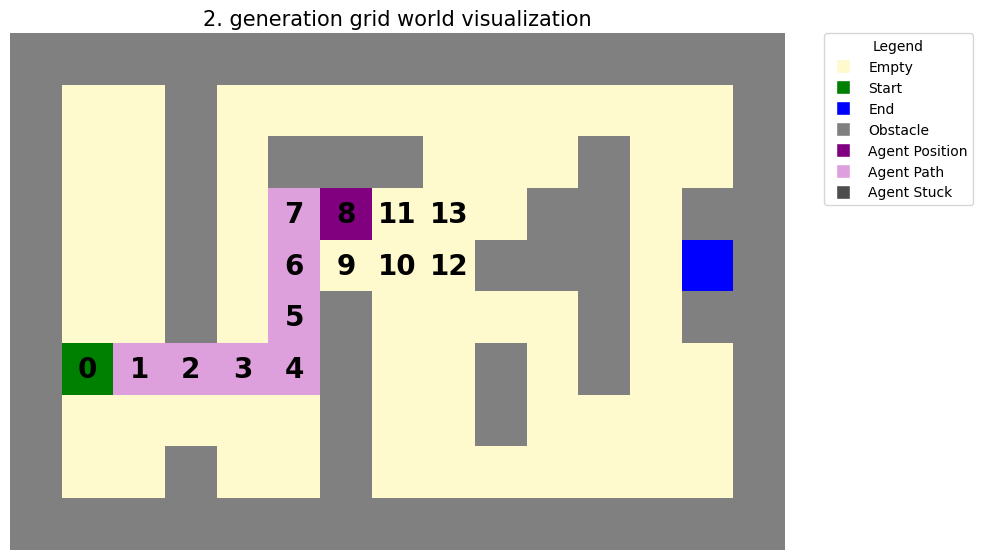 2. generation grid world visualization
Legend
Empty
Start
End
Obstacle
Agent Position
Agent Path
Agent Stuck
7 8 11 13
6 9 10 12
5
0 1 2 3 4